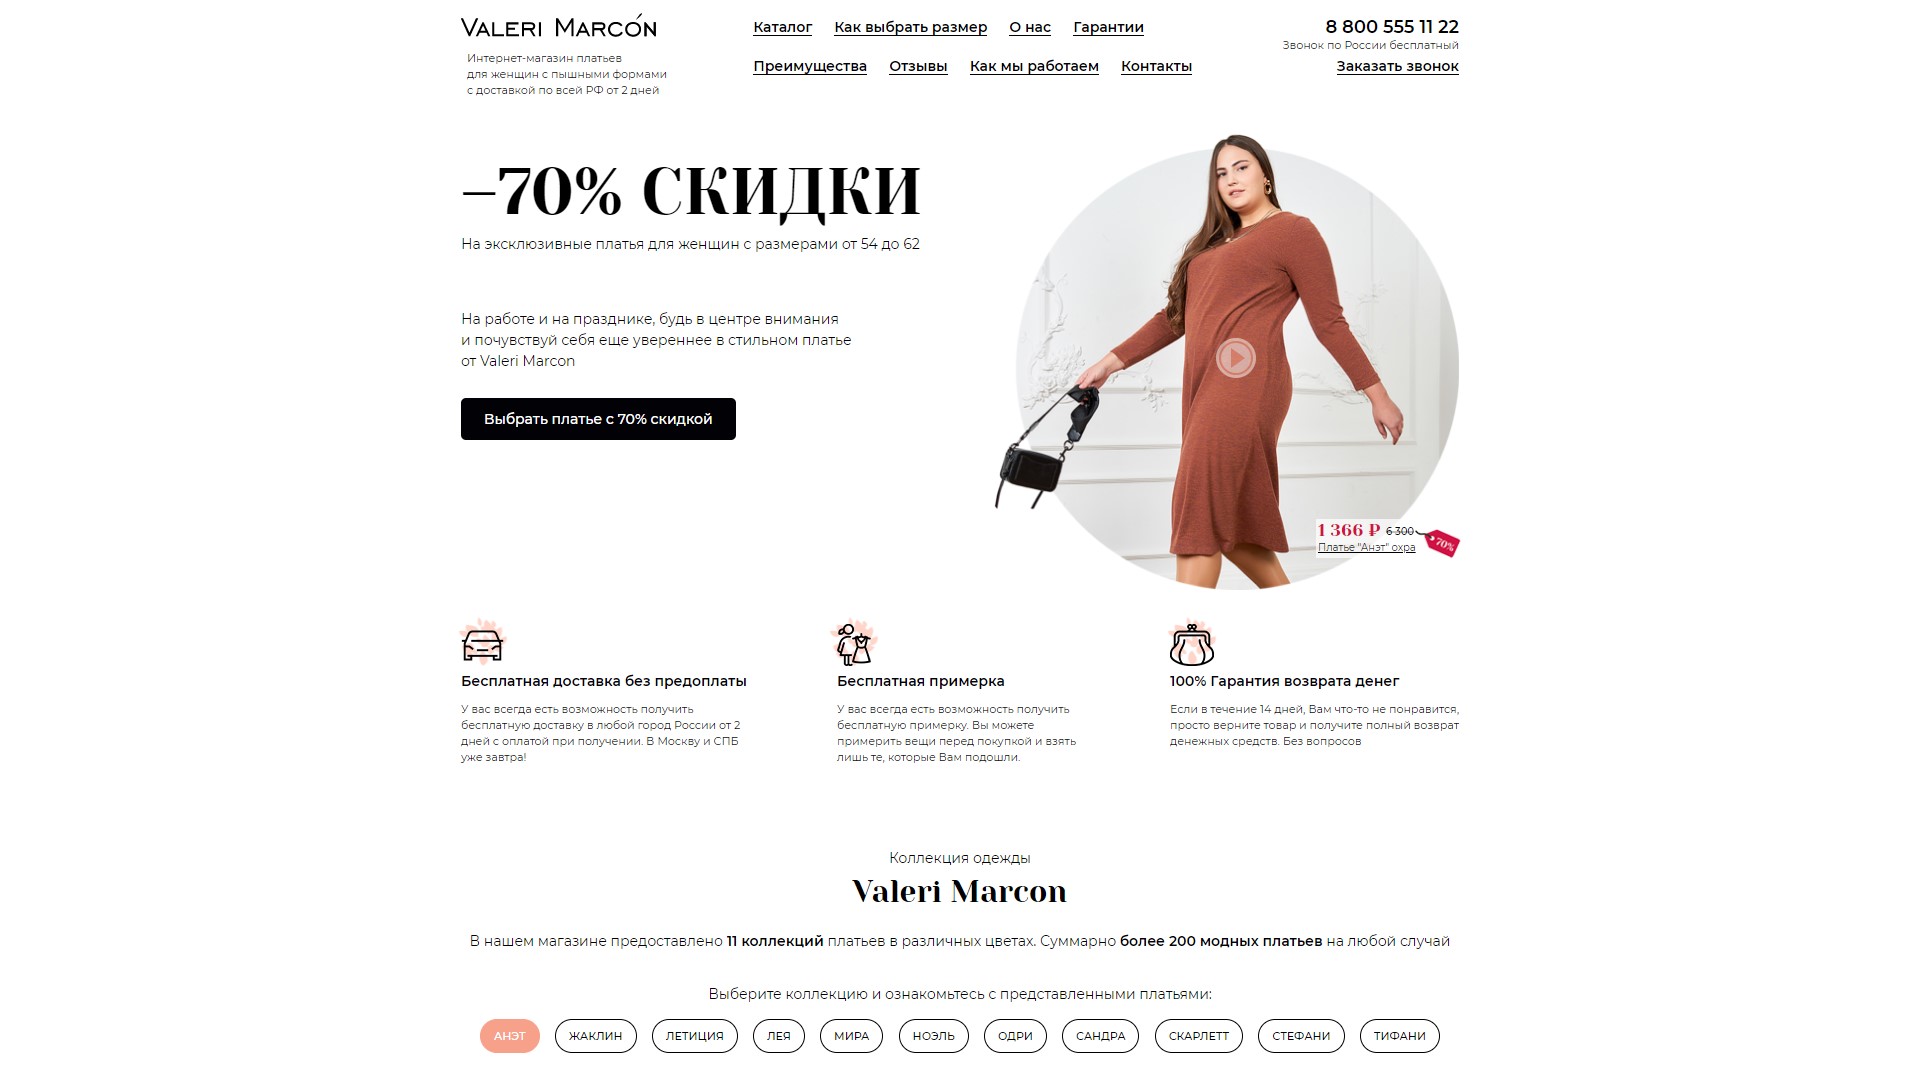 VALERI MARCÓN
Интернет-магазин платьев
для женщин с пышными формами
с доставкой по всей РФ от 2 дней
Каталог Как выбрать размер О нас Гарантии
Преимущества Отзывы Как мы работаем Контакты
8 800 555 11 22
Звонок по России бесплатный
Заказать звонок
–70% СКИДКИ
На эксклюзивные платья для женщин с размерами от 54 до 62
На работе и на празднике, будь в центре внимания
и почувствуй себя еще увереннее в стильном платье
от Valeri Marcon
Выбрать платье с 70% скидкой
1 366 ₽ 6 300
Платье "Анэт" охра
70%
Бесплатная доставка без предоплаты
У вас всегда есть возможность получить
бесплатную доставку в любой город России от 2
дней с оплатой при получении. В Москву и СПБ
уже завтра!
Бесплатная примерка
У вас всегда есть возможность получить
бесплатную примерку. Вы можете
примерить вещи перед покупкой и взять
лишь те, которые Вам подошли.
100% Гарантия возврата денег
Если в течение 14 дней, Вам что-то не понравится,
просто верните товар и получите полный возврат
денежных средств. Без вопросов
Коллекция одежды
Valeri Marcon
В нашем магазине предоставлено 11 коллекций платьев в различных цветах. Суммарно более 200 модных платьев на любой случай
Выберите коллекцию и ознакомьтесь с представленными платьями:
АНЭТ ЖАКЛИН ЛЕТИЦИЯ ЛЕЯ МИРА НОЭЛЬ ОДРИ САНДРА СКАРЛЕТТ СТЕФАНИ ТИФАНИ